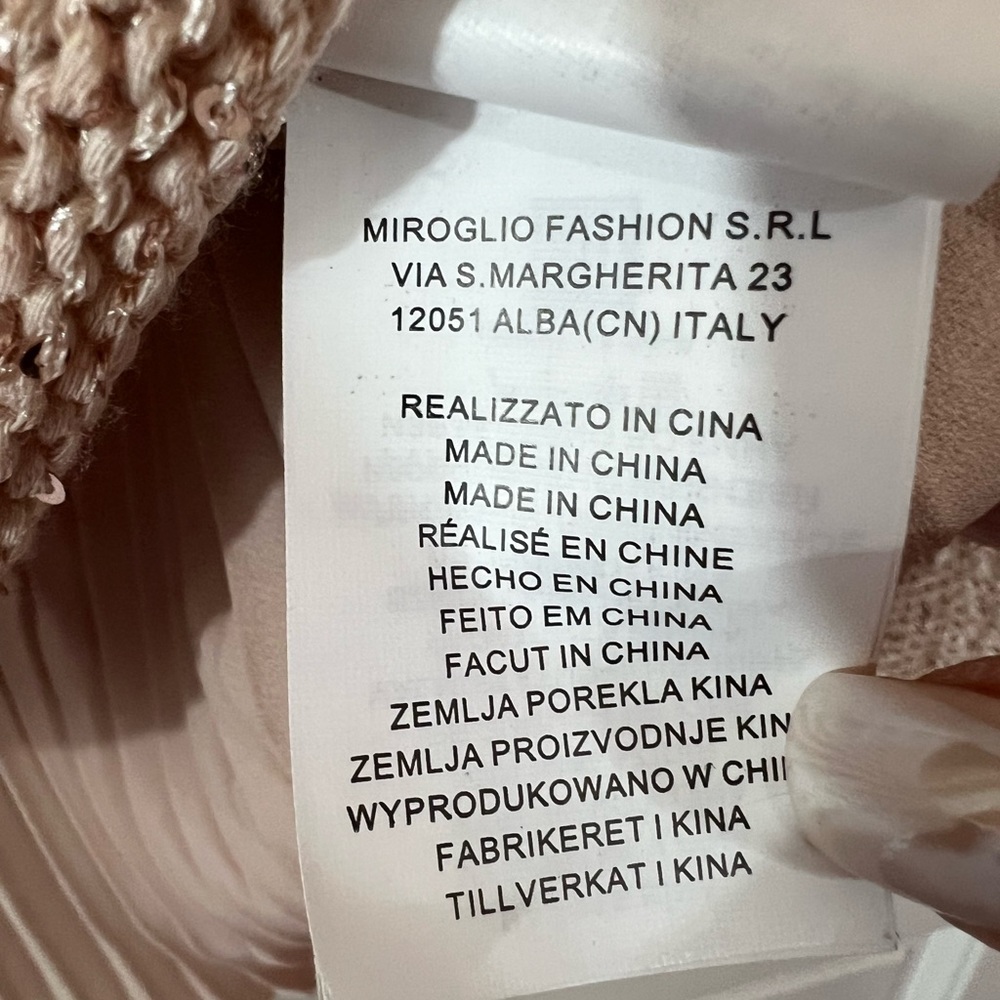 MIROGLIO FASHION S.R.L
VIA S.MARGHERITA 23
12051 ALBA(CN) ITALY
REALIZZATO IN CINA
MADE IN CHINA
MADE IN CHINA
RÉALISÉ EN CHINE
HECHO EN CHINA
FEITO EM CHINA
FACUT IN CHINA
ZEMLJA POREKLA KINA
ZEMLJA PROIZVODNJE KIN
WYPRODUKOWANO W CHI
FABRIKERET I KINA
TILLVERKAT I KINA